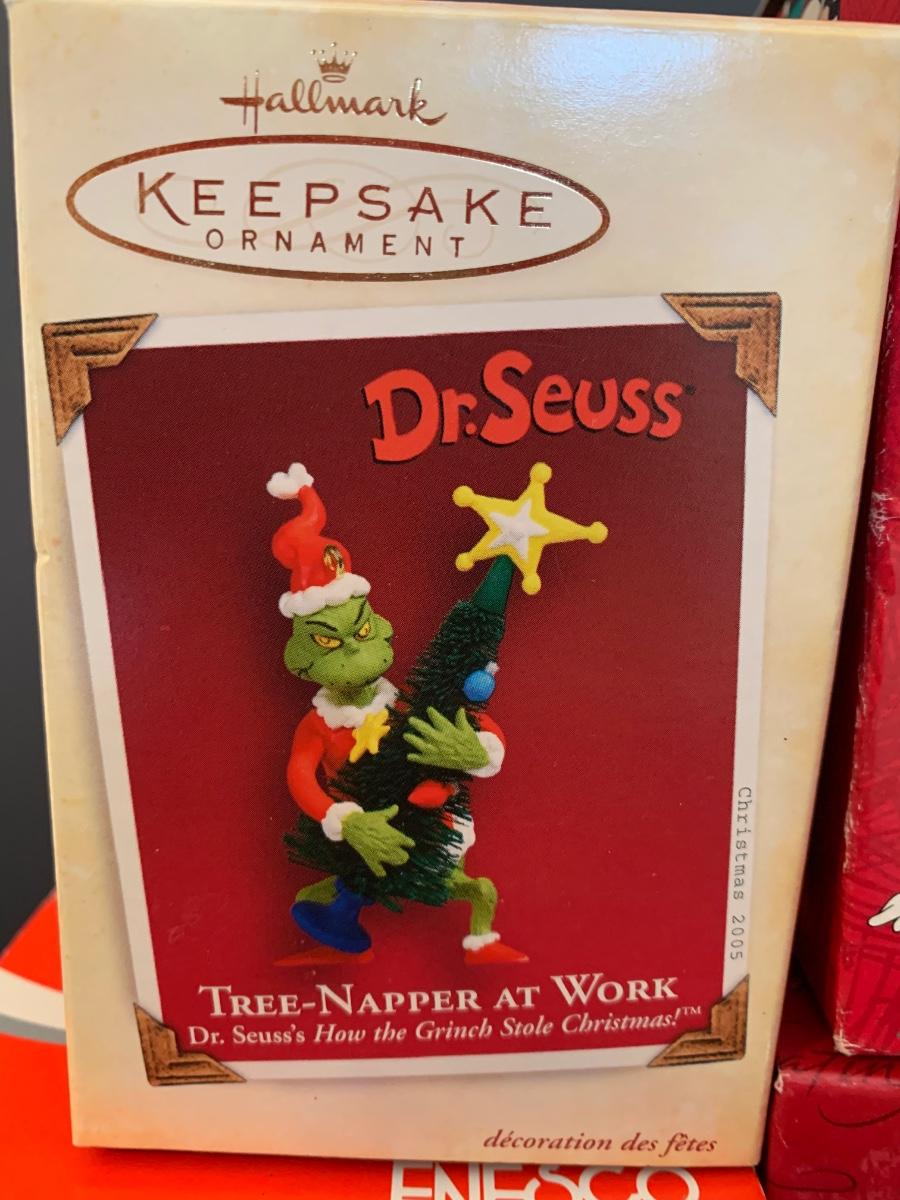 Hallmark
KEEPSAKE
ORNAMENT
Dr. Seuss
Christmas 2005
TREE-NAPPER AT WORK
Dr. Seuss's How the Grinch Stole Christmas!™
décoration des fêtes
ENESCO